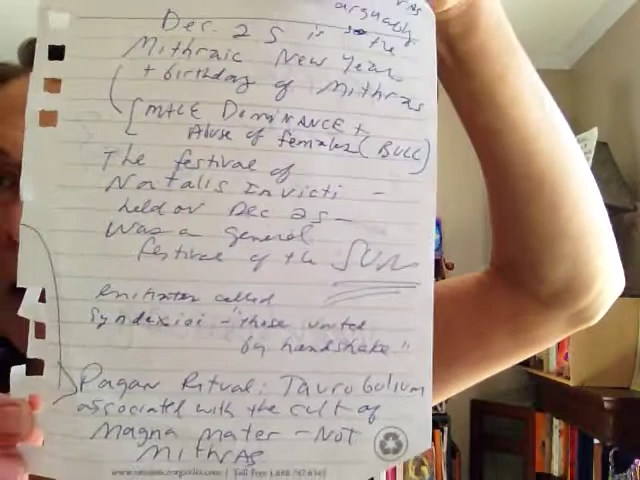 arguably
Dec. 25 is the
Mithraic New Year
+ birthday of Mithras
MALE DOMINANCE +
Abuse of females (BULL)
The festival of
Natalis Invicti -
held on Dec 25 -
was a general
festival of the SUN
Initiates called
Syndexioi - "those united
by handshake"
Pagan Ritual: Taurobolium
associated with the cult of
Magna Mater - Not
Mithras